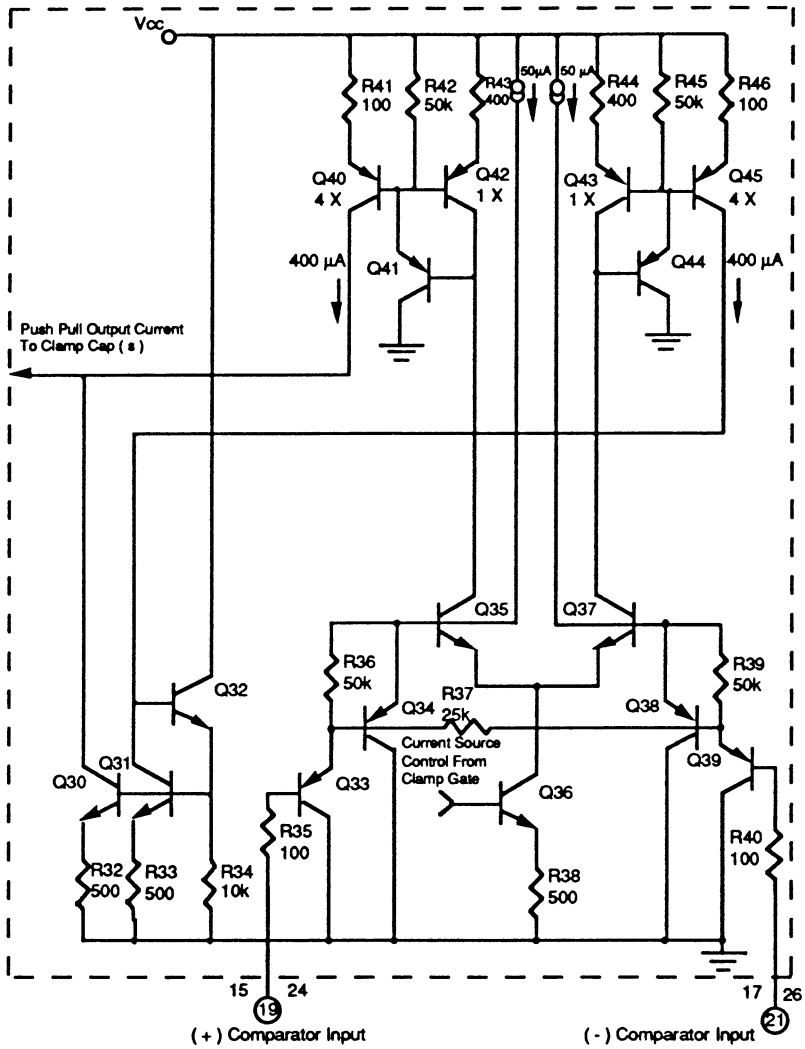 Vcc
R41
100
R42
50k
R43
400
50µA
50 µA
R44
400
R45
50k
R46
100
Q40
4 X
Q42
1 X
Q43
1 X
Q45
4 X
400 µA
Q41
Q44
400 µA
Push Pull Output Current
To Clamp Cap ( s )
Q35
Q37
R36
50k
R37
25k
R39
50k
Q32
Q34
Q38
Current Source
Control From
Clamp Gate
Q30
Q31
Q33
Q36
Q39
R35
100
R40
100
R32
500
R33
500
R34
10k
R38
500
15
24
17
26
19
21
( + ) Comparator Input
( - ) Comparator Input